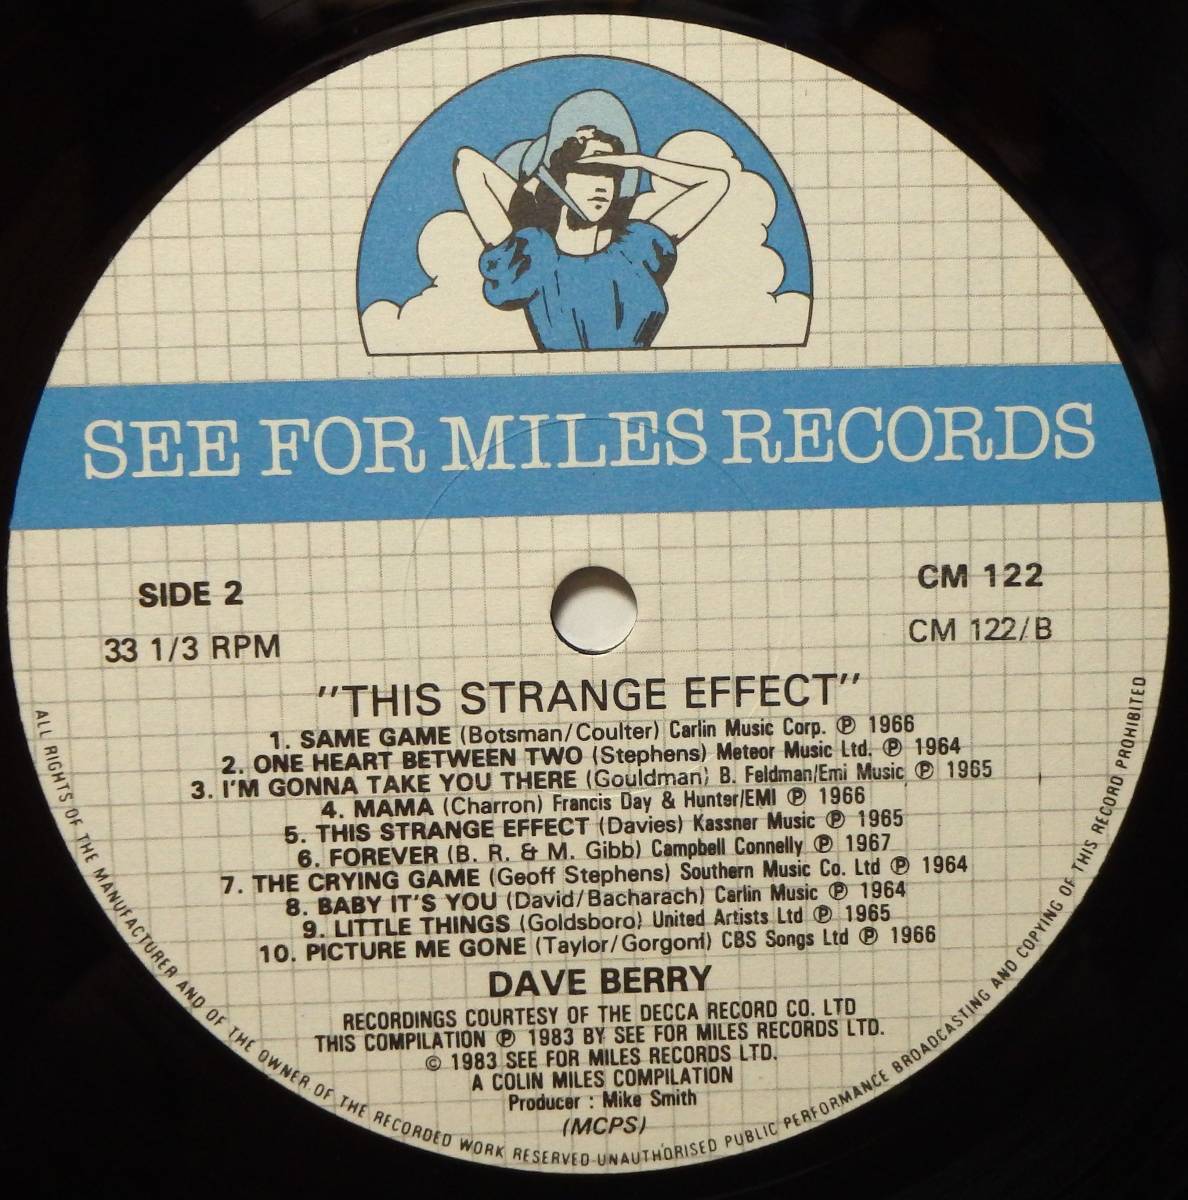 SEE FOR MILES RECORDS
SIDE 2
33 1/3 RPM
CM 122
CM 122/B
"THIS STRANGE EFFECT"
1. SAME GAME (Botsman/Coulter) Carlin Music Corp. Ⓟ 1966
2. ONE HEART BETWEEN TWO (Stephens) Meteor Music Ltd. Ⓟ 1964
3. I'M GONNA TAKE YOU THERE (Gouldman) B. Feldman/Emi Music Ⓟ 1965
4. MAMA (Charron) Francis Day & Hunter/EMI Ⓟ 1966
5. THIS STRANGE EFFECT (Davies) Kassner Music Ⓟ 1965
6. FOREVER (B. R. & M. Gibb) Campbell Connelly Ⓟ 1967
7. THE CRYING GAME (Geoff Stephens) Southern Music Co. Ltd Ⓟ 1964
8. BABY IT'S YOU (David/Bacharach) Carlin Music Ⓟ 1964
9. LITTLE THINGS (Goldsboro) United Artists Ltd Ⓟ 1965
10. PICTURE ME GONE (Taylor/Gorgoni) CBS Songs Ltd Ⓟ 1966
DAVE BERRY
RECORDINGS COURTESY OF THE DECCA RECORD CO. LTD
THIS COMPILATION Ⓟ 1983 BY SEE FOR MILES RECORDS LTD.
© 1983 SEE FOR MILES RECORDS LTD.
A COLIN MILES COMPILATION
Producer : Mike Smith
(MCPS)
ALL RIGHTS OF THE MANUFACTURER AND OF THE OWNER OF THE RECORDED WORK RESERVED-UNAUTHORISED PUBLIC PERFORMANCE BROADCASTING AND COPYING OF THIS RECORD PROHIBITED